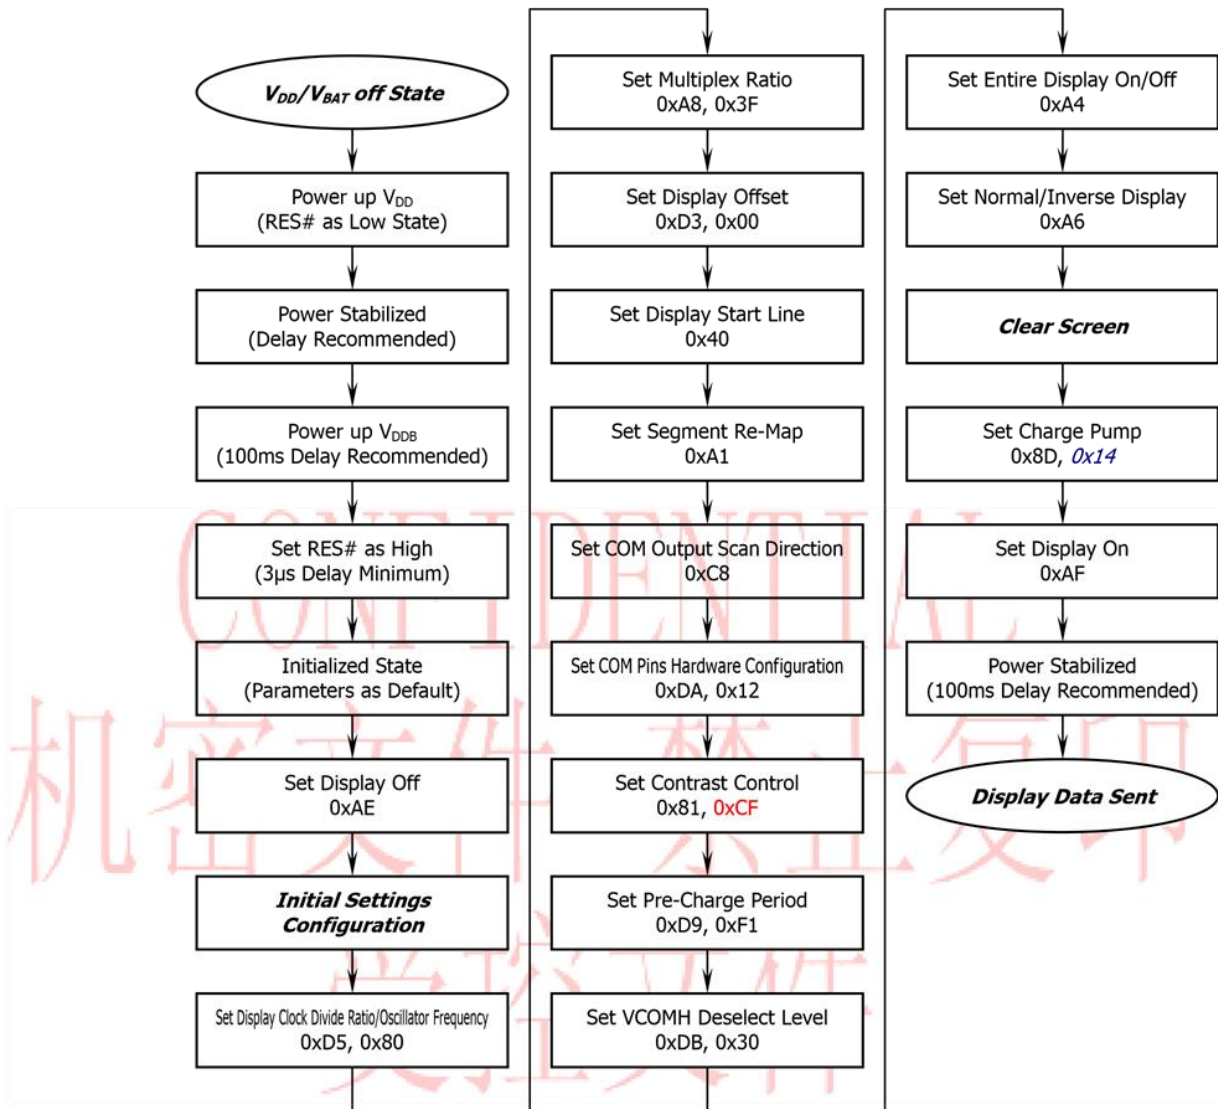 VDD/VBAT off State
Power up VDD
(RES# as Low State)
Power Stabilized
(Delay Recommended)
Power up VDDB
(100ms Delay Recommended)
Set RES# as High
(3μs Delay Minimum)
Initialized State
(Parameters as Default)
Set Display Off
0xAE
Initial Settings
Configuration
Set Display Clock Divide Ratio/Oscillator Frequency
0xD5, 0x80
Set Multiplex Ratio
0xA8, 0x3F
Set Display Offset
0xD3, 0x00
Set Display Start Line
0x40
Set Segment Re-Map
0xA1
Set COM Output Scan Direction
0xC8
Set COM Pins Hardware Configuration
0xDA, 0x12
Set Contrast Control
0x81, 0xCF
Set Pre-Charge Period
0xD9, 0xF1
Set VCOMH Deselect Level
0xDB, 0x30
Set Entire Display On/Off
0xA4
Set Normal/Inverse Display
0xA6
Clear Screen
Set Charge Pump
0x8D, 0x14
Set Display On
0xAF
Power Stabilized
(100ms Delay Recommended)
Display Data Sent
CONFIDENTIAL
机密文件 禁止复印
受控文件